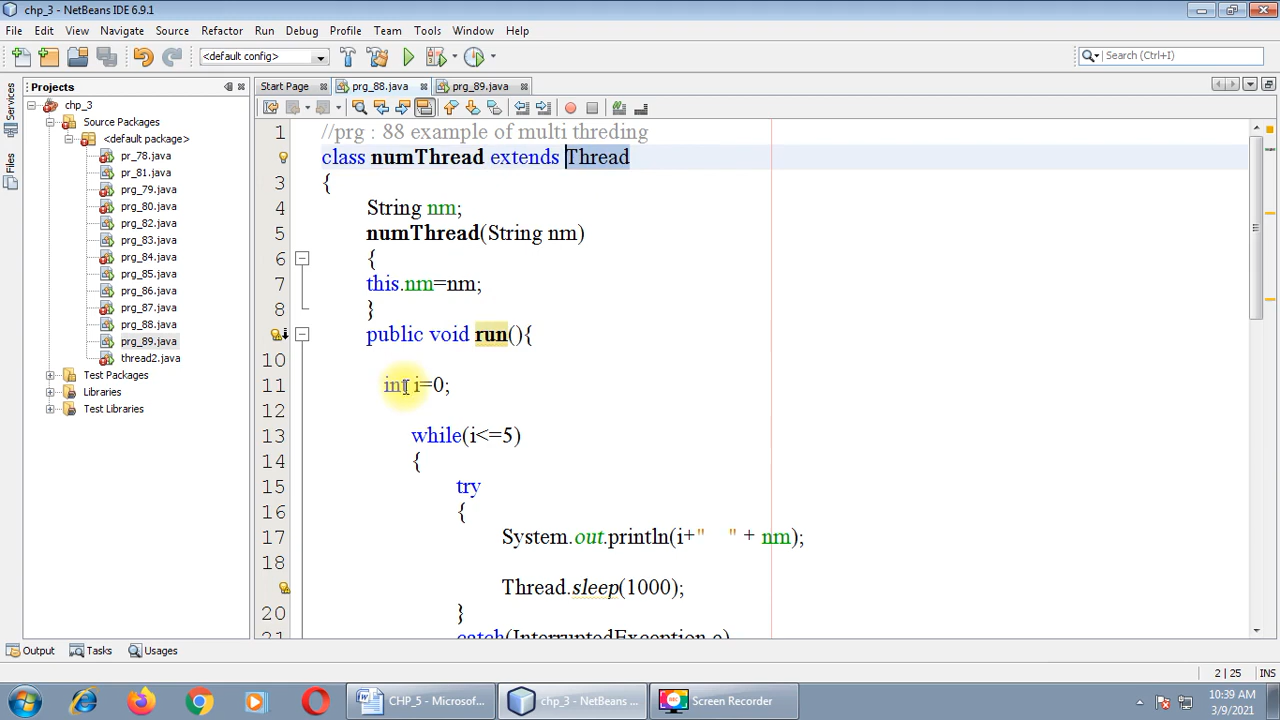 chp_3 - NetBeans IDE 6.9.1
File Edit View Navigate Source Refactor Run Debug Profile Team Tools Window Help
<default config>
Search (Ctrl+I)
Projects
Start Page
prg_88.java
prg_89.java
Services
Files
chp_3
Source Packages
<default package>
pr_78.java
pr_81.java
prg_79.java
prg_80.java
prg_82.java
prg_83.java
prg_84.java
prg_85.java
prg_86.java
prg_87.java
prg_88.java
prg_89.java
thread2.java
Test Packages
Libraries
Test Libraries
1 //prg : 88 example of multi threding
class numThread extends Thread
3 {
4 String nm;
5 numThread(String nm)
6 {
7 this.nm=nm;
8 }
public void run(){
10
11 int i=0;
12
13 while(i<=5)
14 {
15 try
16 {
17 System.out.println(i+"    " + nm);
18
Thread.sleep(1000);
20 }
21 catch(InterruptedException e)
Output Tasks Usages
2 | 25 INS
CHP_5 - Microsof...
chp_3 - NetBeans ...
Screen Recorder
10:39 AM
3/9/2021